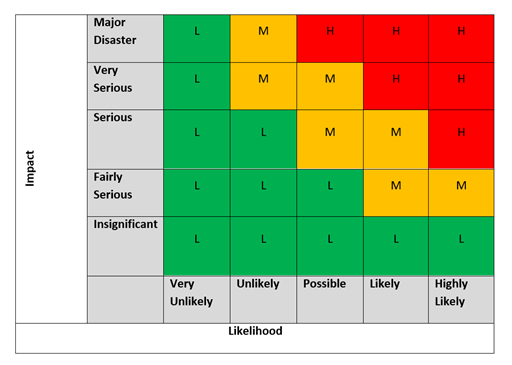 Major
Disaster
L M H H H
Very
Serious
L M M H H
Serious
L L M M H
Impact
Fairly
Serious
L L L M M
Insignificant
L L L L L
Very
Unlikely
Unlikely
Possible
Likely
Highly
Likely
Likelihood